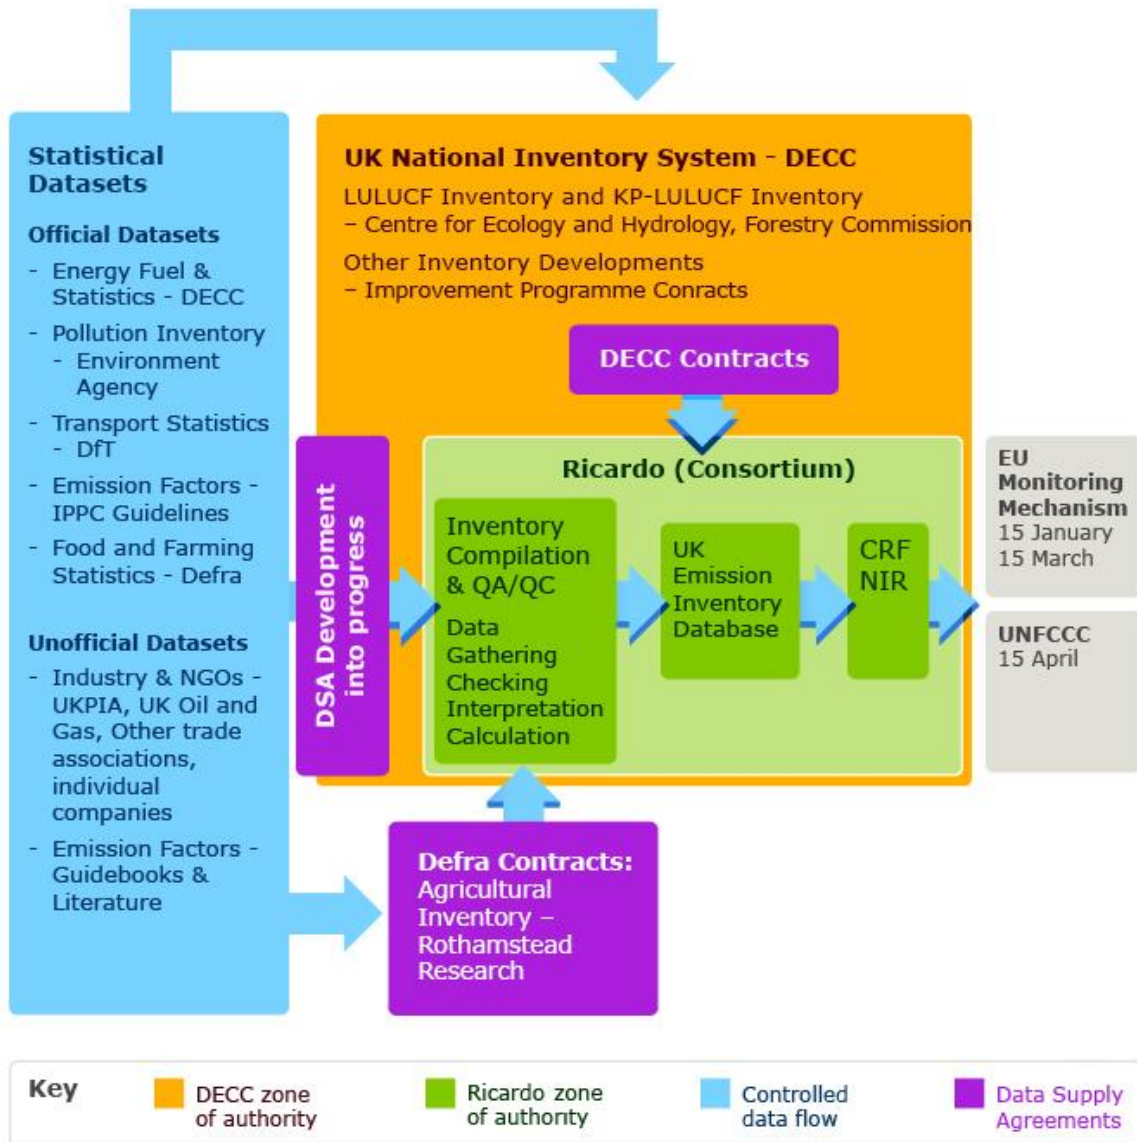 Statistical
Datasets
Official Datasets
- Energy Fuel &
Statistics - DECC
- Pollution Inventory
- Environment
Agency
- Transport Statistics
- DfT
- Emission Factors -
IPPC Guidelines
- Food and Farming
Statistics - Defra
Unofficial Datasets
- Industry & NGOs -
UKPIA, UK Oil and
Gas, Other trade
associations,
individual
companies
- Emission Factors -
Guidebooks &
Literature
UK National Inventory System - DECC
LULUCF Inventory and KP-LULUCF Inventory
– Centre for Ecology and Hydrology, Forestry Commission
Other Inventory Developments
– Improvement Programme Conracts
DECC Contracts
DSA Development
into progress
Ricardo (Consortium)
Inventory
Compilation
& QA/QC
Data
Gathering
Checking
Interpretation
Calculation
UK
Emission
Inventory
Database
CRF
NIR
EU
Monitoring
Mechanism
15 January
15 March
UNFCCC
15 April
Defra Contracts:
Agricultural
Inventory –
Rothamstead
Research
Key
DECC zone
of authority
Ricardo zone
of authority
Controlled
data flow
Data Supply
Agreements